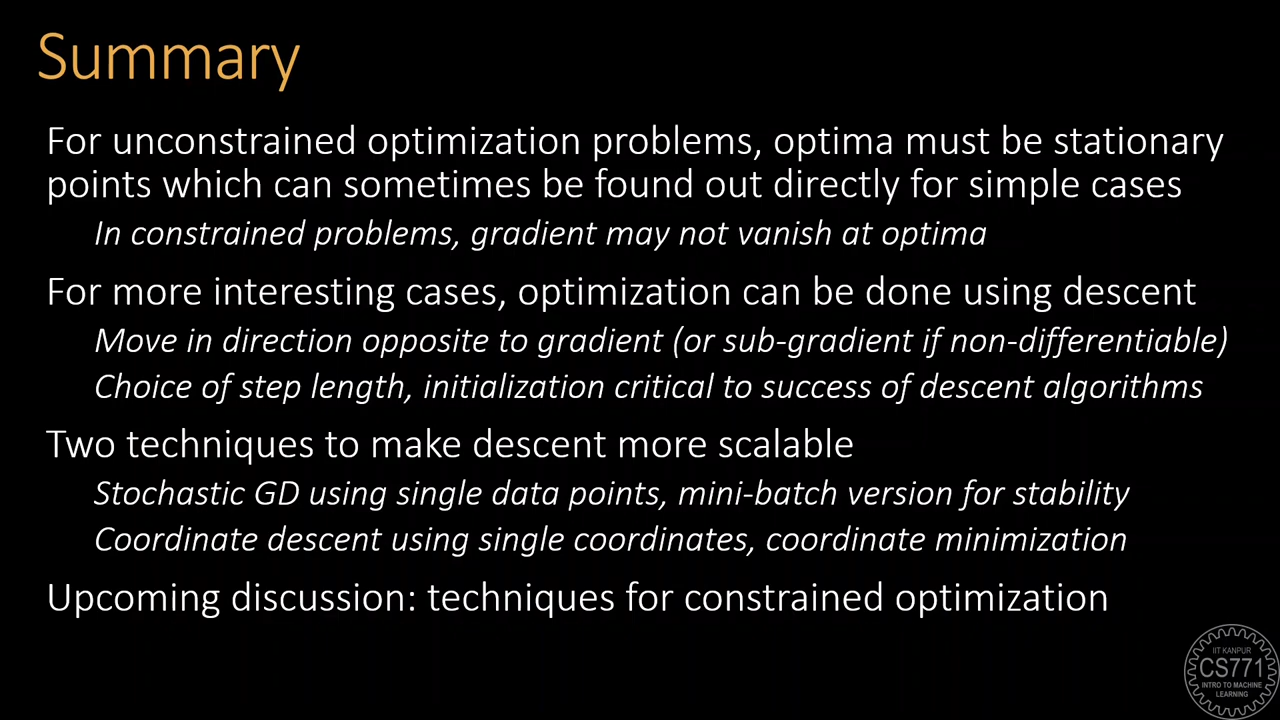 Summary
For unconstrained optimization problems, optima must be stationary
points which can sometimes be found out directly for simple cases
In constrained problems, gradient may not vanish at optima
For more interesting cases, optimization can be done using descent
Move in direction opposite to gradient (or sub-gradient if non-differentiable)
Choice of step length, initialization critical to success of descent algorithms
Two techniques to make descent more scalable
Stochastic GD using single data points, mini-batch version for stability
Coordinate descent using single coordinates, coordinate minimization
Upcoming discussion: techniques for constrained optimization
IIT KANPUR
CS771
INTRO TO MACHINE
LEARNING